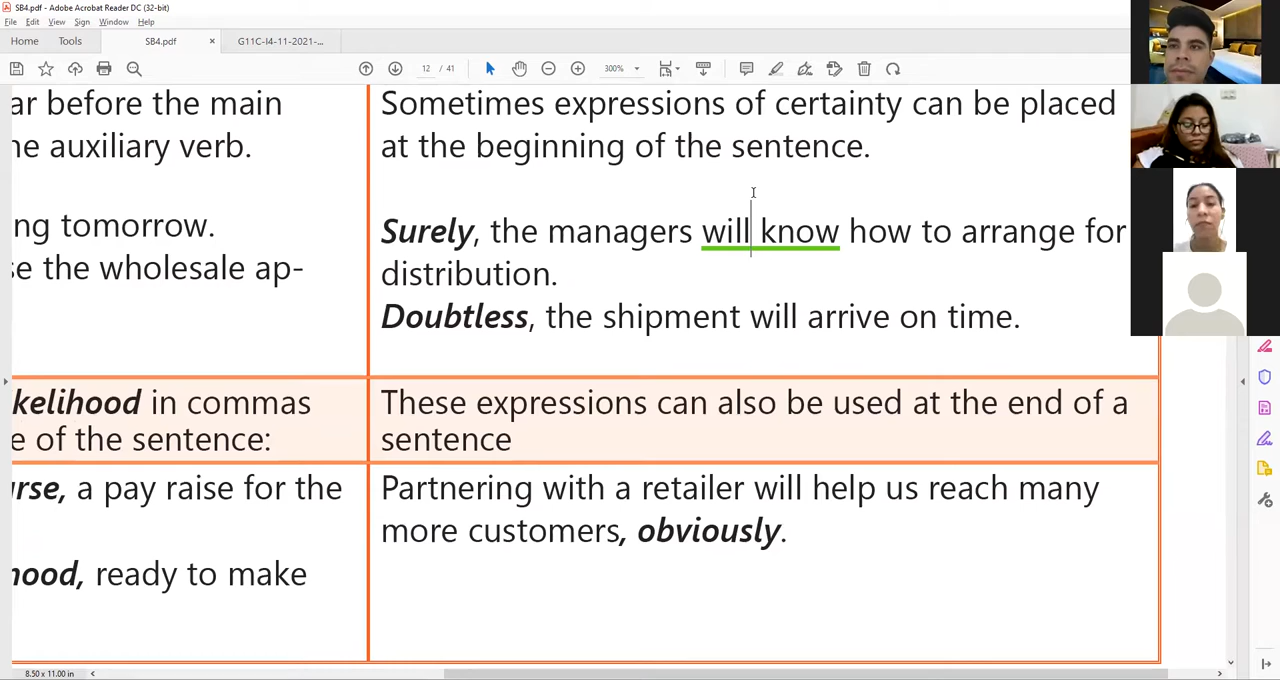 SB4.pdf - Adobe Acrobat Reader DC (32-bit)
File Edit View Sign Window Help
Home Tools SB4.pdf × G11C-I4-11-2021-...
12 / 41 300%
ar before the main
ne auxiliary verb.
ng tomorrow.
se the wholesale ap-
Sometimes expressions of certainty can be placed
at the beginning of the sentence.
Surely, the managers will know how to arrange for
distribution.
Doubtless, the shipment will arrive on time.
kelihood in commas
e of the sentence:
These expressions can also be used at the end of a
sentence
urse, a pay raise for the
hood, ready to make
Partnering with a retailer will help us reach many
more customers, obviously.
8.50 x 11.00 in